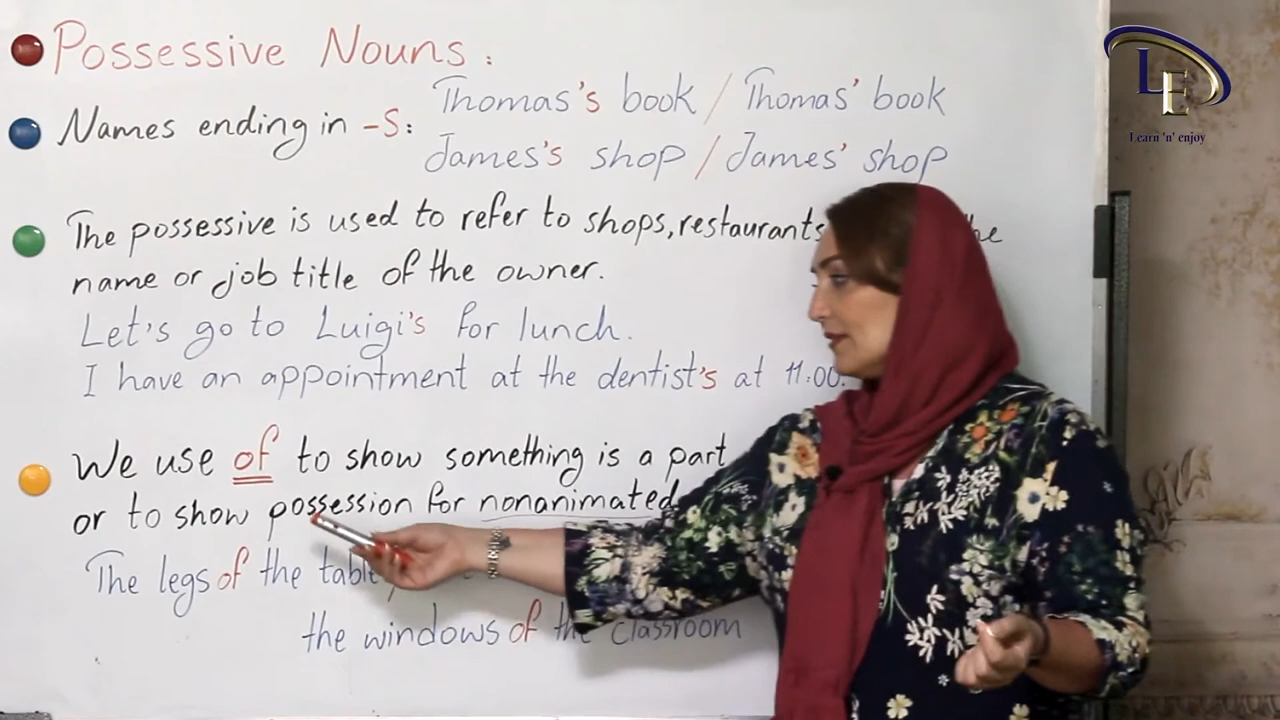 Possessive Nouns:
Names ending in -S:
Thomas's book / Thomas' book
James's shop / James' shop
The possessive is used to refer to shops, restaurants
name or job title of the owner.
Let's go to Luigi's for lunch.
I have an appointment at the dentist's at 11:00.
We use of to show something is a part
or to show possession for nonanimated
The legs of the table
the windows of the classroom
LE
Learn 'n' enjoy